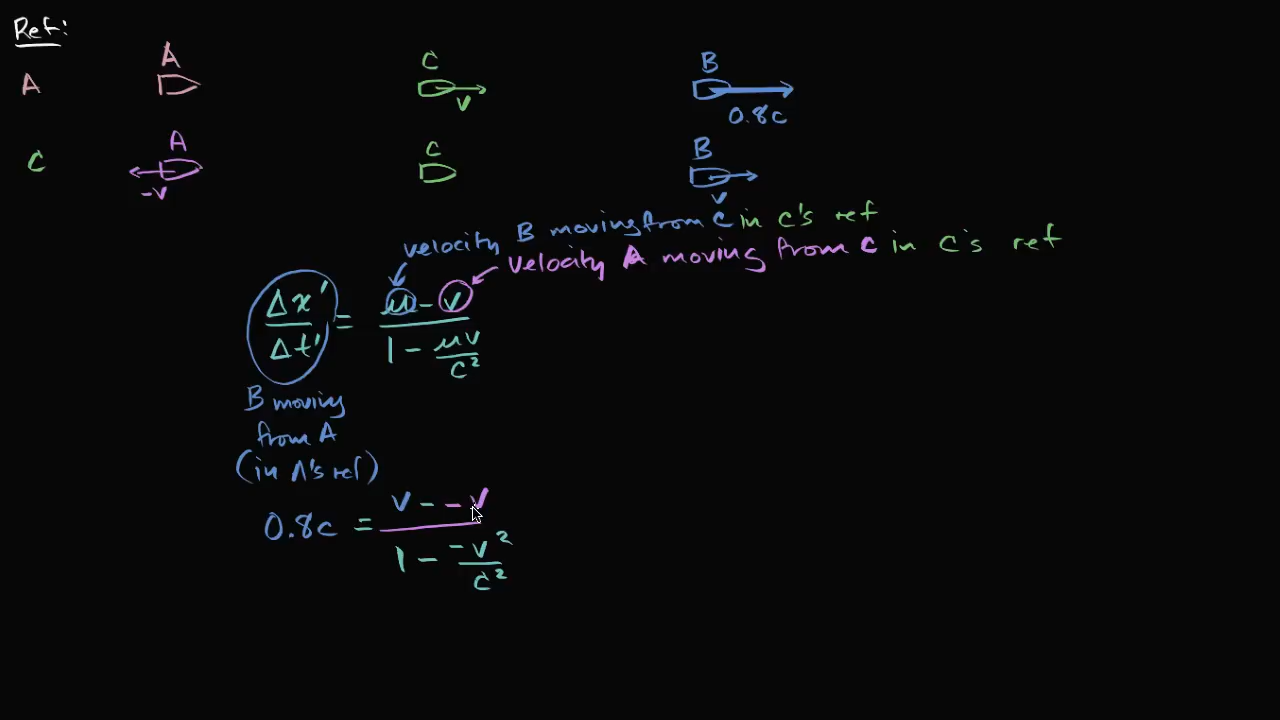 Ref:
A A C v B 0.8c
C A -v C B v
velocity B moving from C in C's ref
velocity A moving from C in C's ref
Δx'/Δt' = (u - v)/(1 - uv/c²)
B moving
from A
(in A's ref)
0.8c = (v - -v)/(1 - -v²/c²)